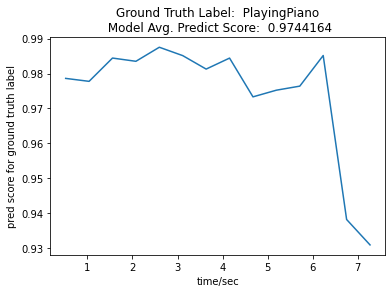 Ground Truth Label:  PlayingPiano
Model Avg. Predict Score:  0.9744164
pred score for ground truth label
0.99
0.98
0.97
0.96
0.95
0.94
0.93
1 2 3 4 5 6 7
time/sec